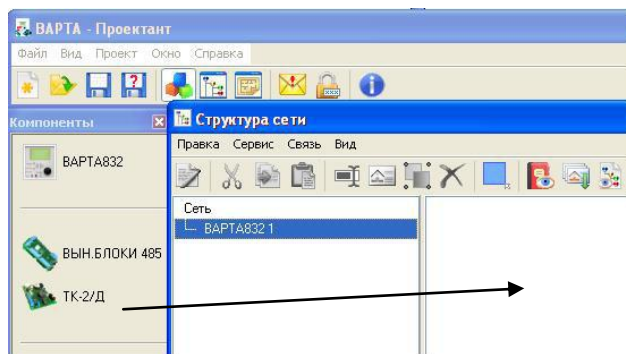 ВАРТА - Проектант
Файл Вид Проект Окно Справка
Компоненты
ВАРТА832
ВЫН.БЛОКИ 485
ТК-2/Д
Структура сети
Правка Сервис Связь Вид
Сеть
ВАРТА832 1